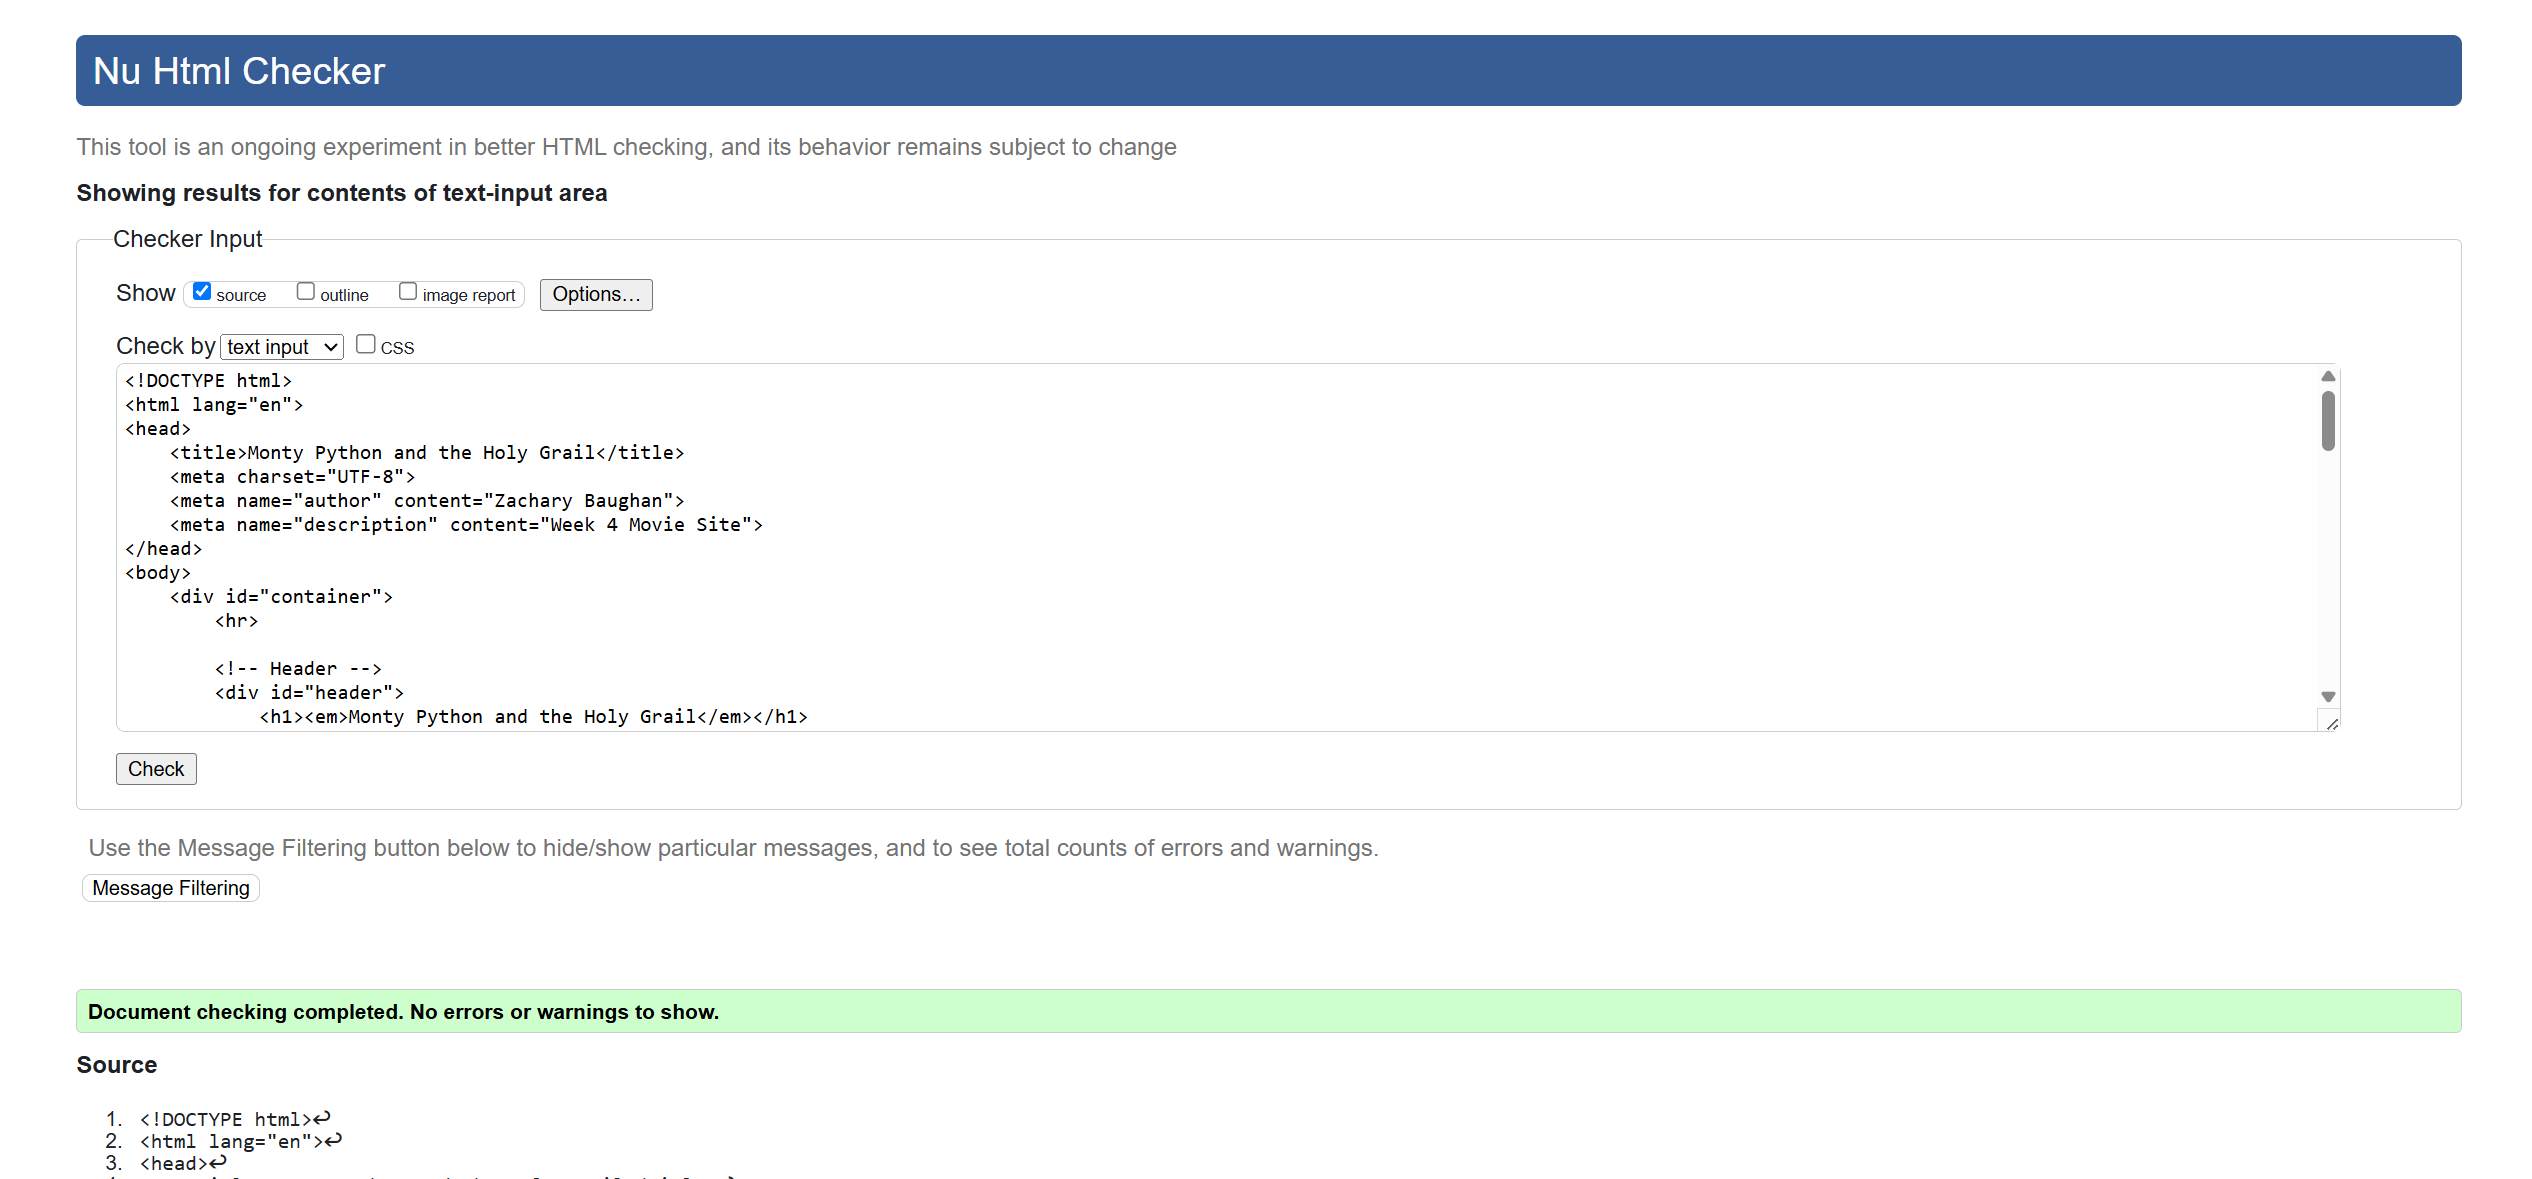 Nu Html Checker
This tool is an ongoing experiment in better HTML checking, and its behavior remains subject to change
Showing results for contents of text-input area
Checker Input
Show source outline image report Options...
Check by text input CSS
<!DOCTYPE html>
<html lang="en">
<head>
    <title>Monty Python and the Holy Grail</title>
    <meta charset="UTF-8">
    <meta name="author" content="Zachary Baughan">
    <meta name="description" content="Week 4 Movie Site">
</head>
<body>
    <div id="container">
        <hr>
        <!-- Header -->
        <div id="header">
            <h1><em>Monty Python and the Holy Grail</em></h1>
Check
Use the Message Filtering button below to hide/show particular messages, and to see total counts of errors and warnings.
Message Filtering
Document checking completed. No errors or warnings to show.
Source
1. <!DOCTYPE html>↩
2. <html lang="en">↩
3. <head>↩